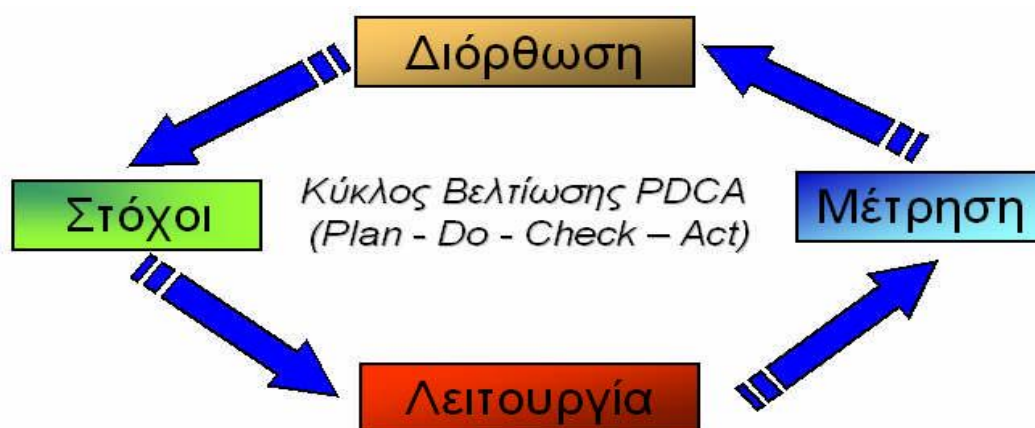 Διόρθωση
Στόχοι
Κύκλος Βελτίωσης PDCA
(Plan - Do - Check – Act)
Μέτρηση
Λειτουργία